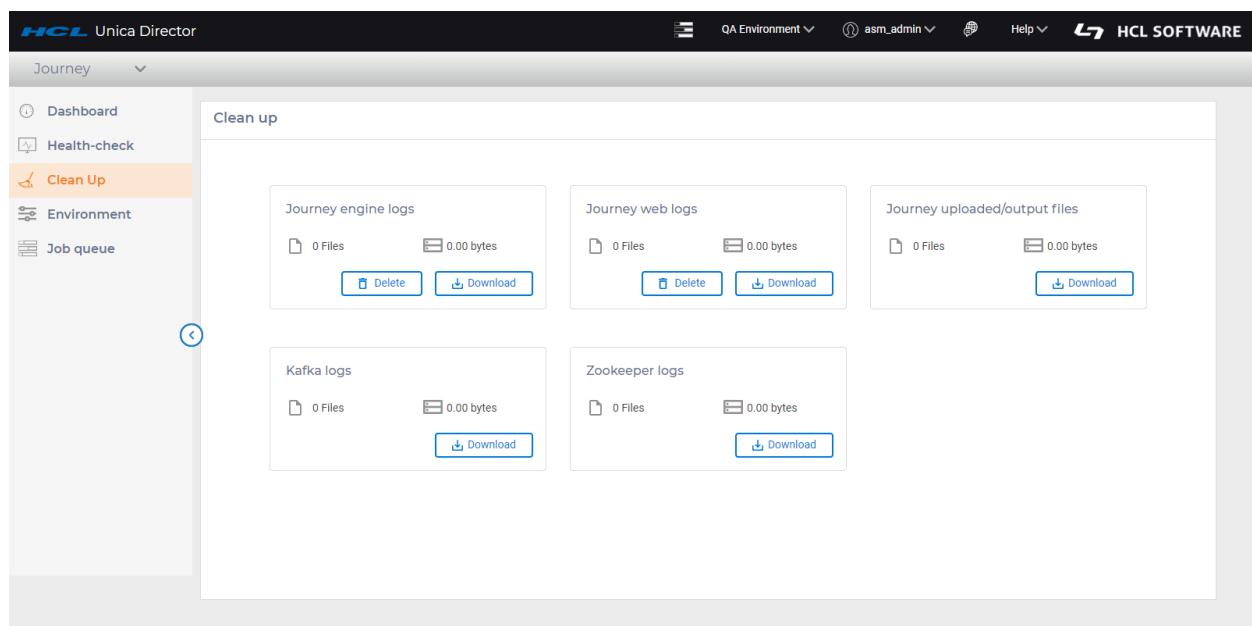 HCL Unica Director QA Environment asm_admin Help HCL SOFTWARE
Journey
Dashboard
Health-check
Clean Up
Environment
Job queue
Clean up
Journey engine logs
0 Files 0.00 bytes
Delete Download
Journey web logs
0 Files 0.00 bytes
Delete Download
Journey uploaded/output files
0 Files 0.00 bytes
Download
Kafka logs
0 Files 0.00 bytes
Download
Zookeeper logs
0 Files 0.00 bytes
Download